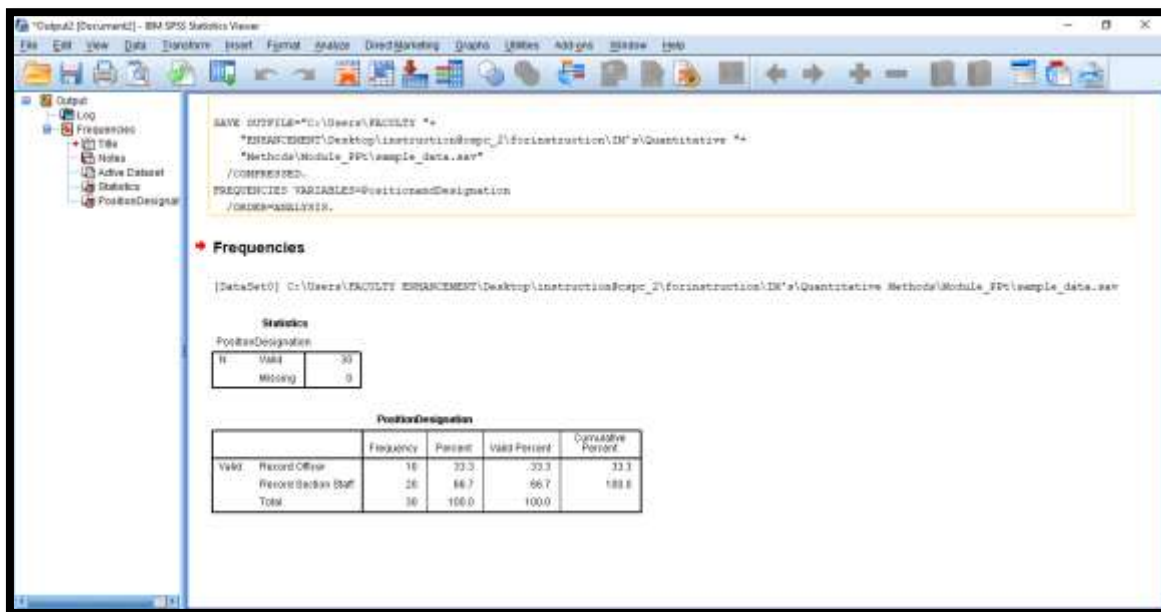 *Output2 [Document2] - IBM SPSS Statistics Viewer
File Edit View Data Transform Insert Format Analyze Direct Marketing Graphs Utilities Add-ons Window Help
Output
Log
Frequencies
Title
Notes
Active Dataset
Statistics
PositionDesignat
SAVE OUTFILE="C:\Users\FACULTY "+
"ENHANCEMENT\Desktop\instruction@cspc_2\forinstruction\IM's\Quantitative "+
"Methods\Module_PPt\sample_data.sav"
/COMPRESSED.
FREQUENCIES VARIABLES=PositionandDesignation
/ORDER=ANALYSIS.
Frequencies
[DataSet0] C:\Users\FACULTY ENHANCEMENT\Desktop\instruction@cspc_2\forinstruction\IM's\Quantitative Methods\Module_PPt\sample_data.sav
Statistics
PositionDesignation
N Valid 30
Missing 0
PositionDesignation
Frequency Percent Valid Percent Cumulative Percent
Valid Record Officer 10 33.3 33.3 33.3
Record Section Staff 20 66.7 66.7 100.0
Total 30 100.0 100.0